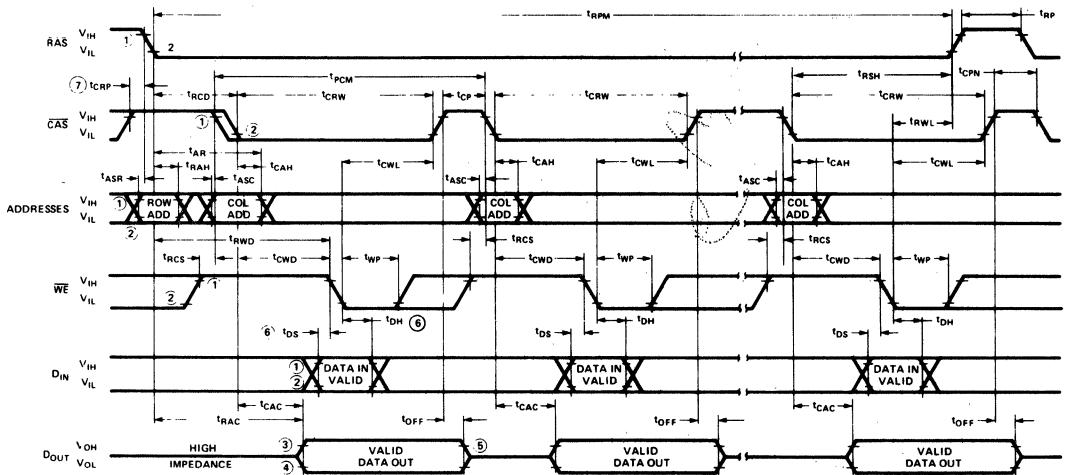 tRPM
tRP
RAS VIH
VIL
1 2
tPCM
tRSH
tCPN
⑦ tCRP
tRCD
tCRW
tCP
tCRW
tCRW
tRWL
CAS VIH
VIL
① ②
tAR
tRAH
tCAH
tCWL
tCAH
tCWL
tCAH
tCWL
tASR
tASC
tASC
tASC
ADDRESSES VIH
VIL
① ②
ROW ADD
COL ADD
COL ADD
COL ADD
tRWD
tRCS
tRCS
tRCS
tCWD
tWP
tCWD
tWP
tCWD
tWP
WE VIH
VIL
② ①
⑥ tDS
tDH ⑥
tDS
tDH
tDS
tDH
DIN VIH
VIL
① ②
DATA IN VALID
DATA IN VALID
DATA IN VALID
tCAC
tRAC
tOFF
tCAC
tOFF
tCAC
tOFF
DOUT VOH
VOL
HIGH IMPEDANCE
③ ④
VALID DATA OUT
⑤
VALID DATA OUT
VALID DATA OUT